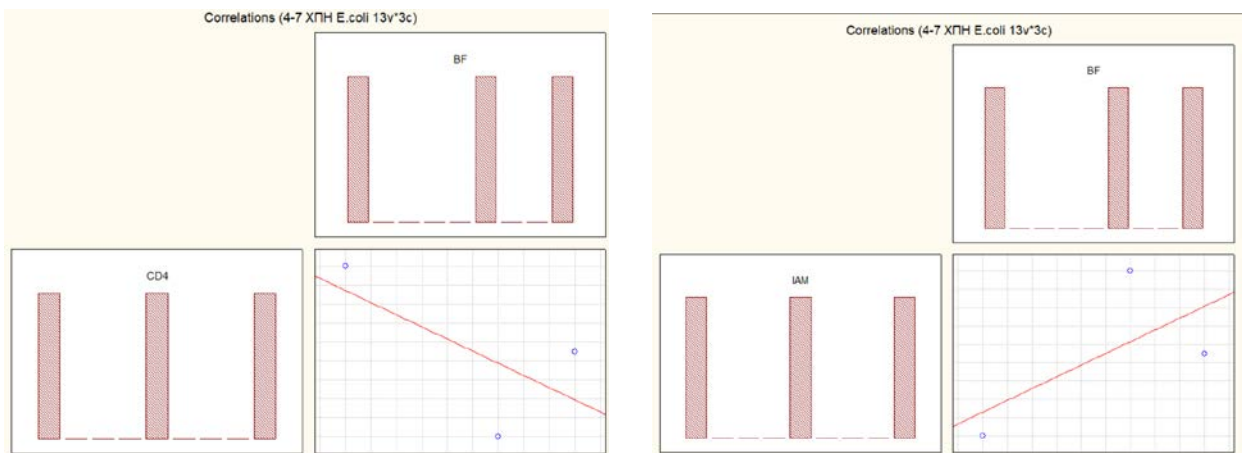 Correlations (4-7 ХПН E.coli 13v*3c)
BF
CD4
Correlations (4-7 ХПН E.coli 13v*3c)
BF
IAM